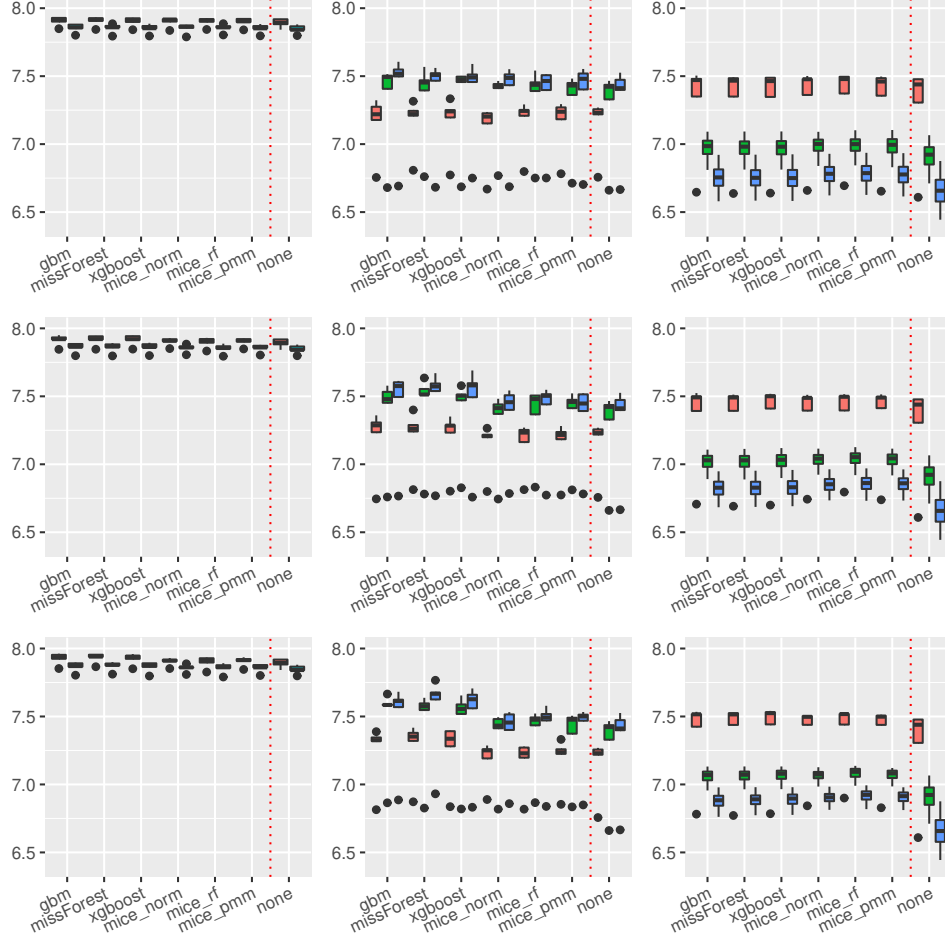 8.0
7.5
7.0
6.5
gbm
missForest
xgboost
mice_norm
mice_rf
mice_pmm
none
8.0
7.5
7.0
6.5
gbm
missForest
xgboost
mice_norm
mice_rf
mice_pmm
none
8.0
7.5
7.0
6.5
gbm
missForest
xgboost
mice_norm
mice_rf
mice_pmm
none
8.0
7.5
7.0
6.5
gbm
missForest
xgboost
mice_norm
mice_rf
mice_pmm
none
8.0
7.5
7.0
6.5
gbm
missForest
xgboost
mice_norm
mice_rf
mice_pmm
none
8.0
7.5
7.0
6.5
gbm
missForest
xgboost
mice_norm
mice_rf
mice_pmm
none
8.0
7.5
7.0
6.5
gbm
missForest
xgboost
mice_norm
mice_rf
mice_pmm
none
8.0
7.5
7.0
6.5
gbm
missForest
xgboost
mice_norm
mice_rf
mice_pmm
none
8.0
7.5
7.0
6.5
gbm
missForest
xgboost
mice_norm
mice_rf
mice_pmm
none